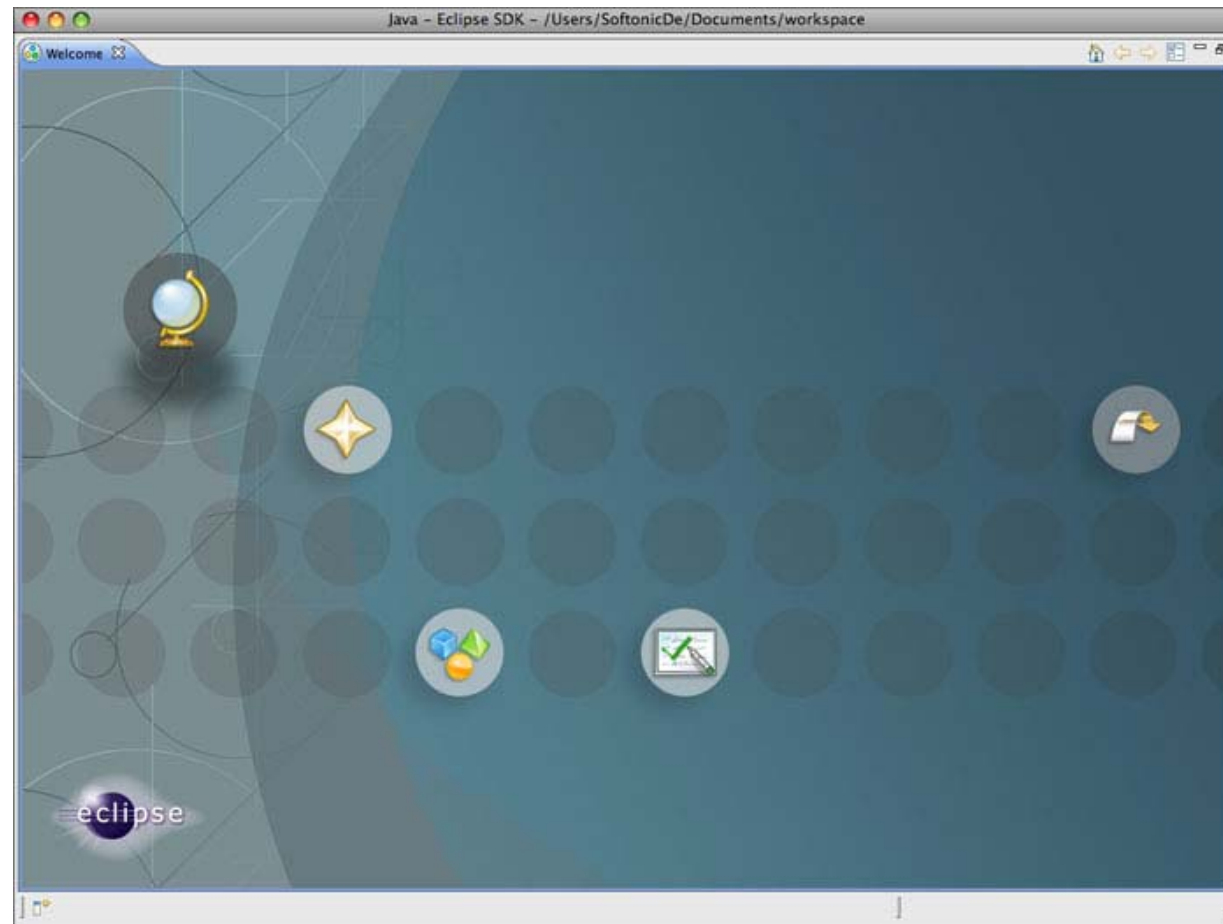 Java – Eclipse SDK – /Users/SoftonicDe/Documents/workspace
Welcome
eclipse